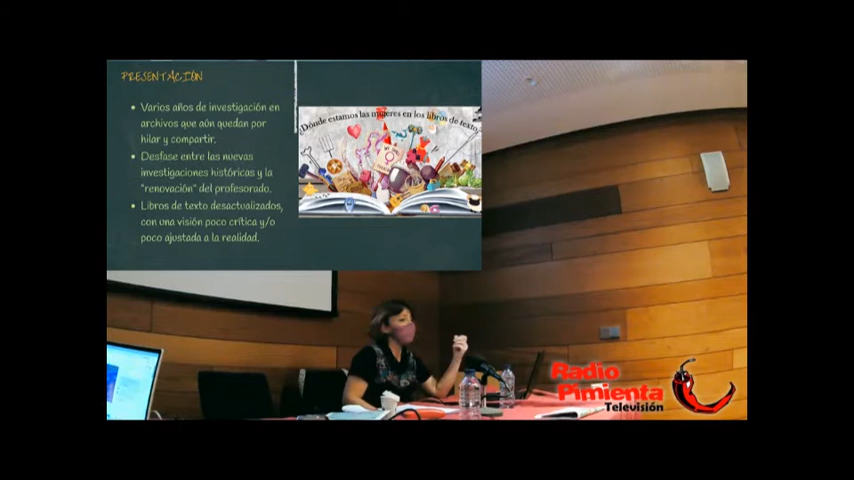 PRESENTACIÓN
• Varios años de investigación en
archivos que aún quedan por
hilar y compartir.
• Desfase entre las nuevas
investigaciones históricas y la
"renovación" del profesorado.
• Libros de texto desactualizados,
con una visión poco crítica y/o
poco ajustada a la realidad.
¿Dónde estamos las mujeres en los libros de texto?
Radio
Pimienta
Televisión